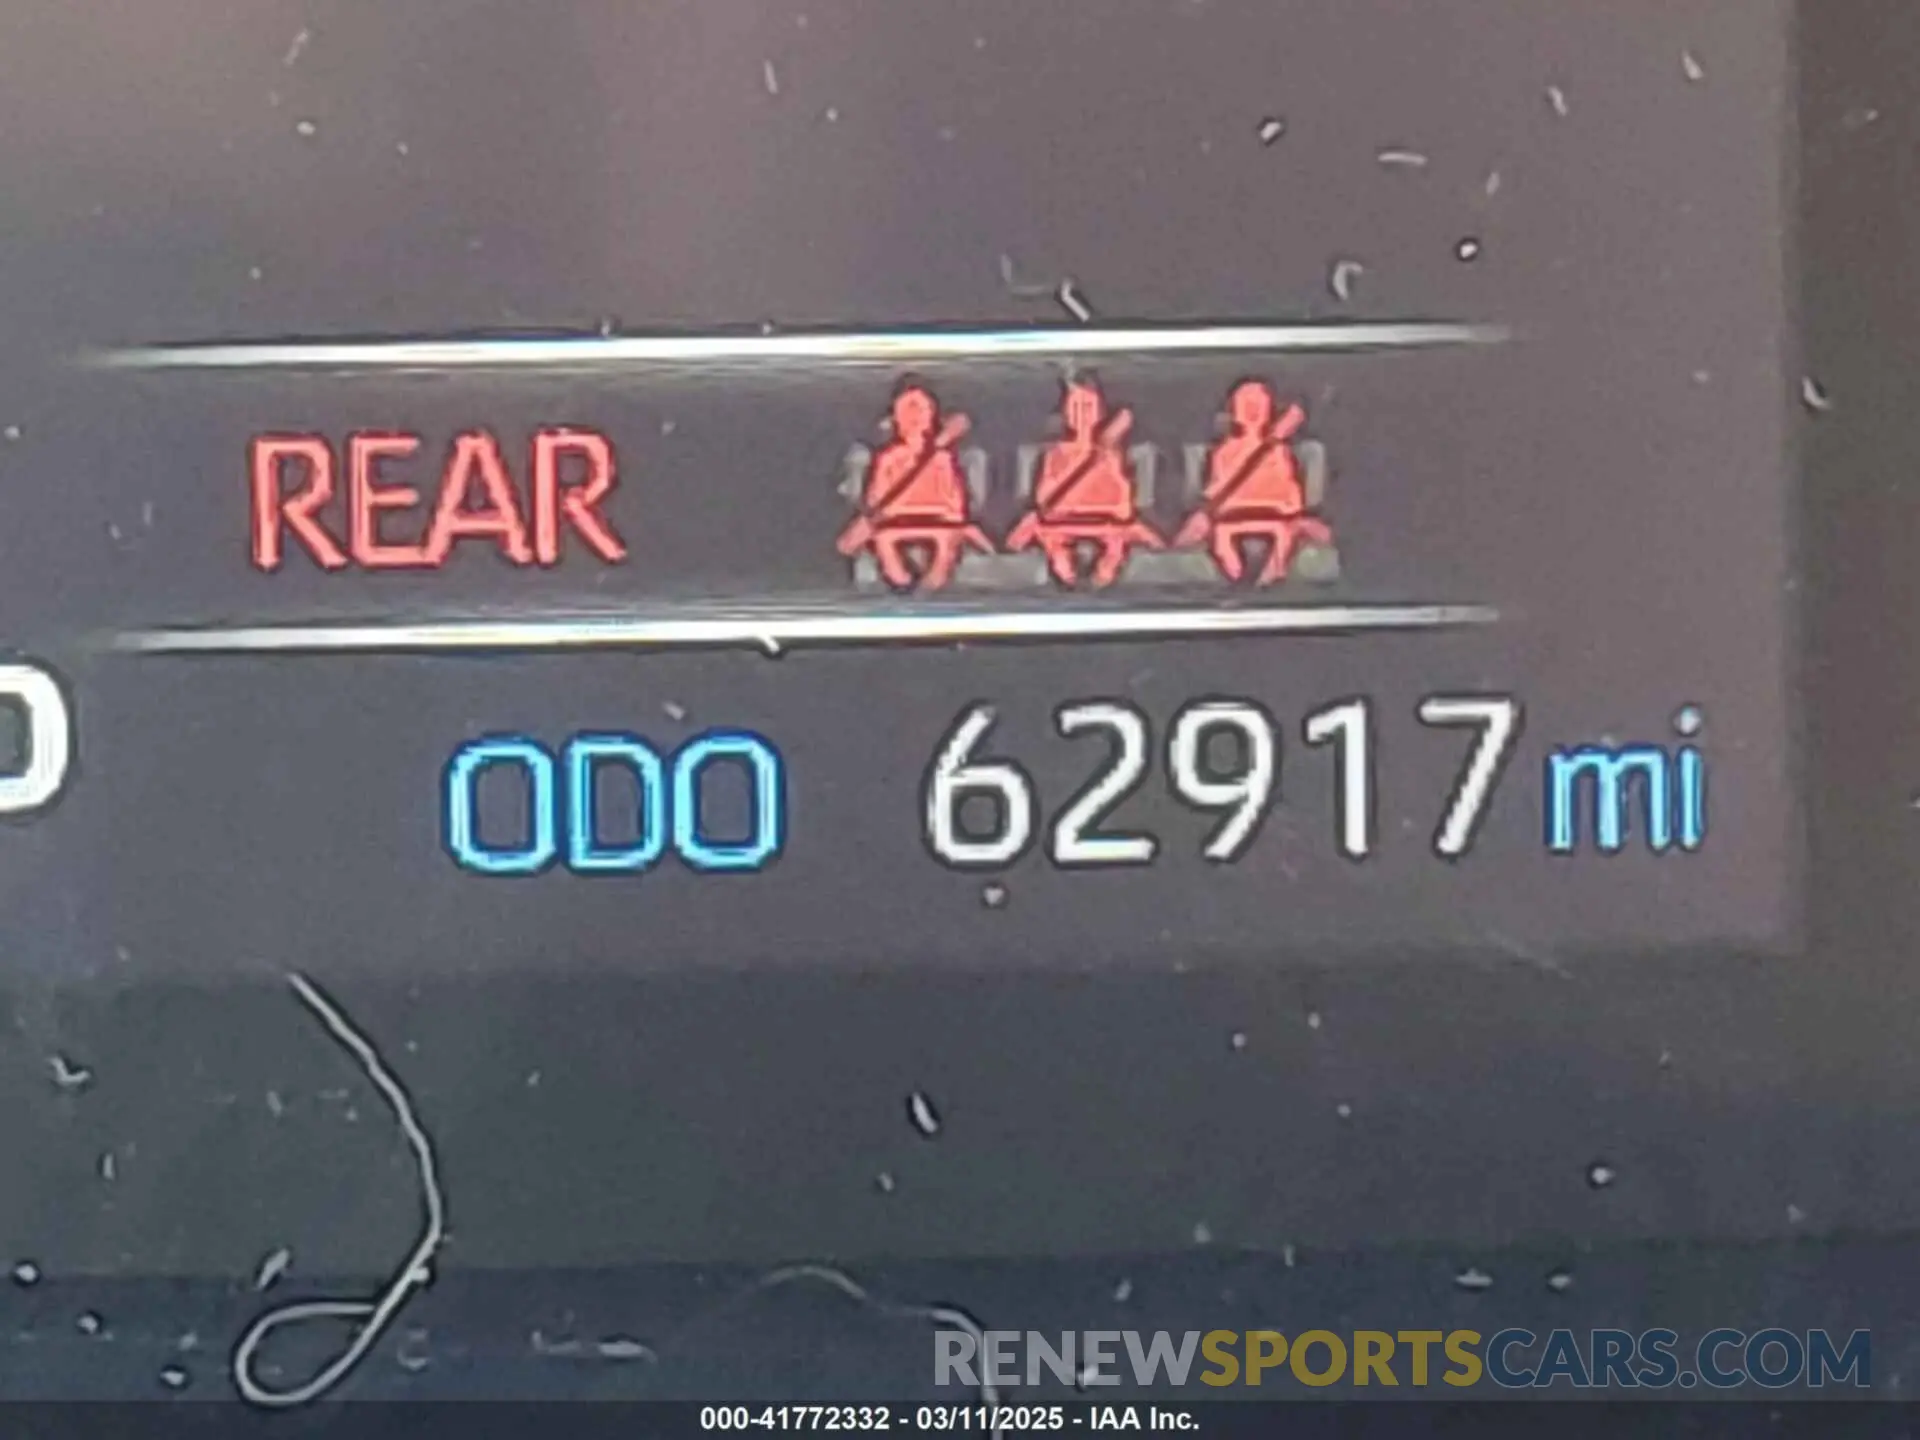 REAR
ODO 62917 mi
RENEWSPORTSCARS.COM
000-41772332 - 03/11/2025 - IAA Inc.